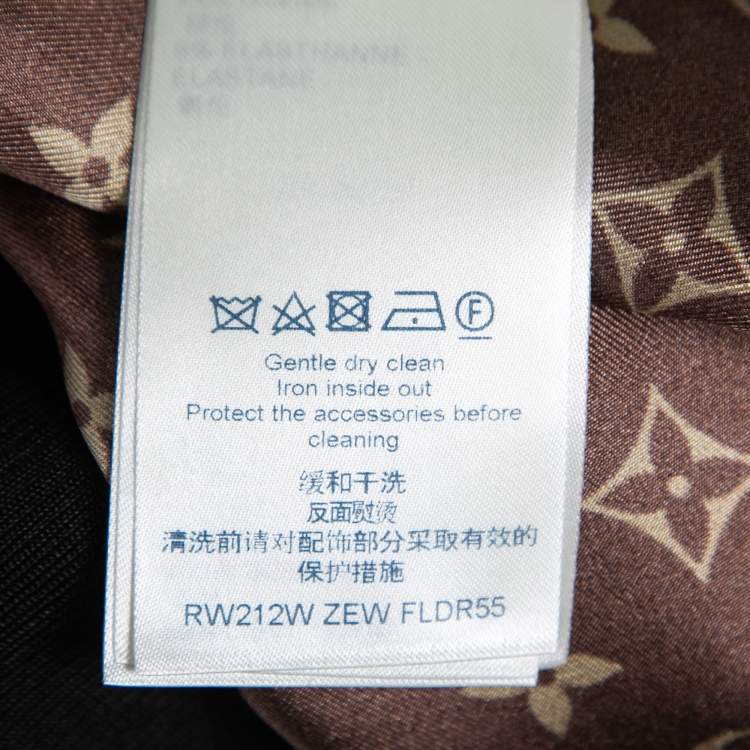 ELASTHANNE -
ELASTANE
F
Gentle dry clean
Iron inside out
Protect the accessories before
cleaning
缓和干洗
反面熨烫
清洗前请对配饰部分采取有效的
保护措施
RW212W ZEW FLDR55